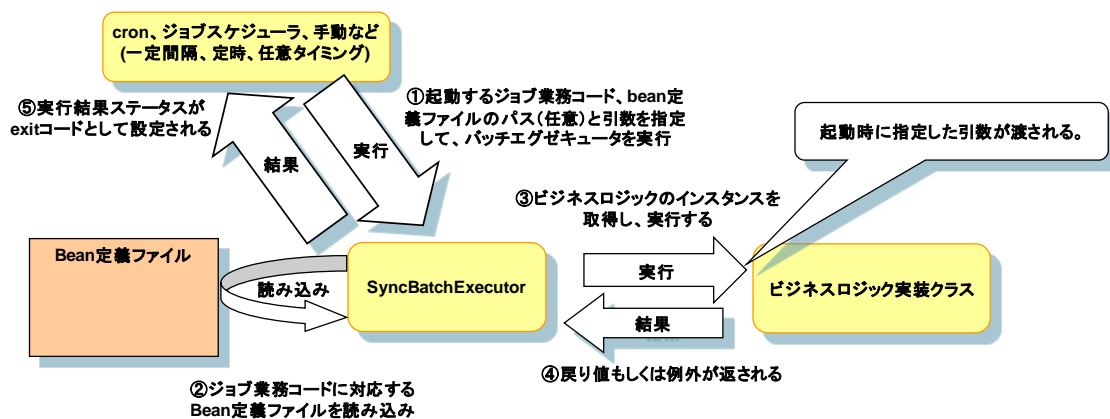 cron、ジョブスケジューラ、手動など
(一定間隔、定時、任意タイミング)
⑤実行結果ステータスが
exitコードとして設定される
①起動するジョブ業務コード、bean定
義ファイルのパス(任意)と引数を指定
して、バッチエグゼキュータを実行
起動時に指定した引数が渡される。
結果
実行
③ビジネスロジックのインスタンスを
取得し、実行する
Bean定義ファイル
読み込み
SyncBatchExecutor
実行
ビジネスロジック実装クラス
結果
④戻り値もしくは例外が返される
②ジョブ業務コードに対応する
Bean定義ファイルを読み込み